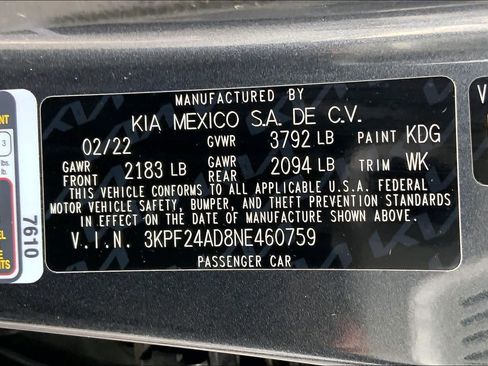 MANUFACTURED BY
KIA MEXICO S.A. DE C.V.
02/22 GVWR 3792 LB PAINT KDG
GAWR FRONT 2183 LB GAWR REAR 2094 LB TRIM WK
THIS VEHICLE CONFORMS TO ALL APPLICABLE U.S.A. FEDERAL
MOTOR VEHICLE SAFETY, BUMPER, AND THEFT PREVENTION STANDARDS
IN EFFECT ON THE DATE OF MANUFACTURE SHOWN ABOVE.
V.I.N. 3KPF24AD8NE460759
PASSENGER CAR
7610
3
lbs.